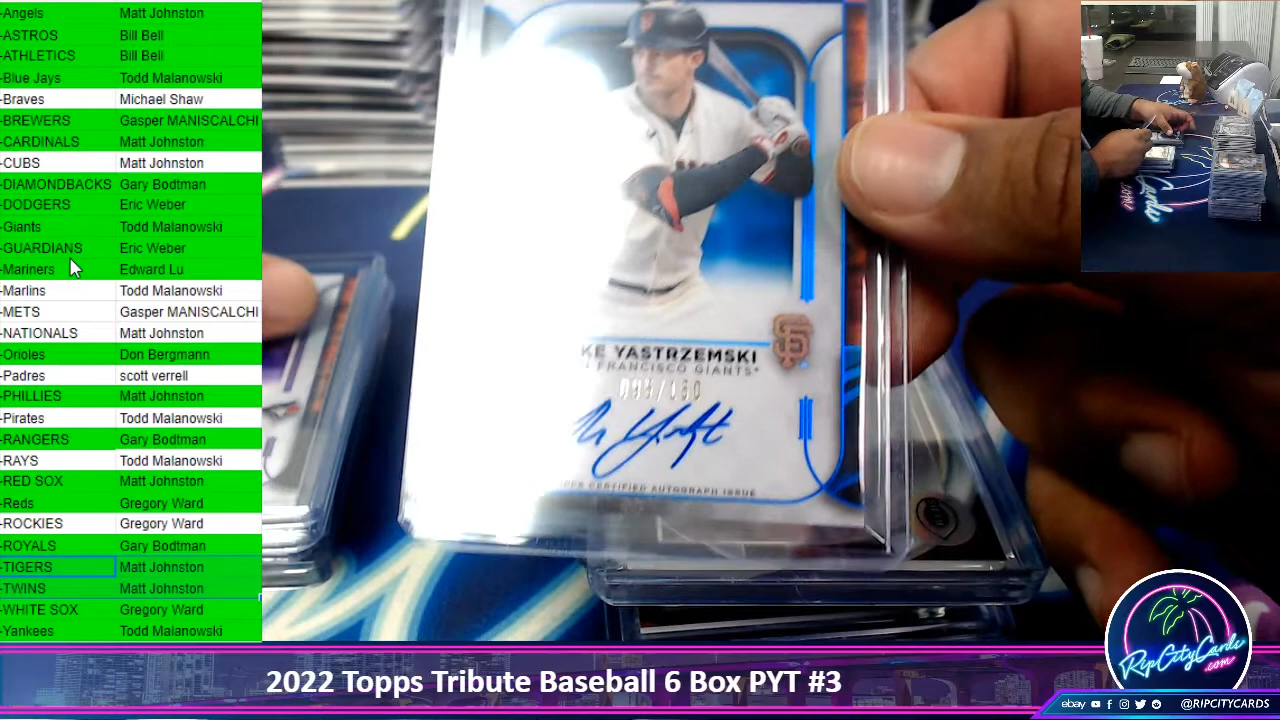 -Angels Matt Johnston
-ASTROS Bill Bell
-ATHLETICS Bill Bell
-Blue Jays Todd Malanowski
-Braves Michael Shaw
-BREWERS Gasper MANISCALCHI
-CARDINALS Matt Johnston
-CUBS Matt Johnston
-DIAMONDBACKS Gary Bodtman
-DODGERS Eric Weber
-Giants Todd Malanowski
-GUARDIANS Eric Weber
-Mariners Edward Lu
-Marlins Todd Malanowski
-METS Gasper MANISCALCHI
-NATIONALS Matt Johnston
-Orioles Don Bergmann
-Padres scott verrell
-PHILLIES Matt Johnston
-Pirates Todd Malanowski
-RANGERS Gary Bodtman
-RAYS Todd Malanowski
-RED SOX Matt Johnston
-Reds Gregory Ward
-ROCKIES Gregory Ward
-ROYALS Gary Bodtman
-TIGERS Matt Johnston
-TWINS Matt Johnston
-WHITE SOX Gregory Ward
-Yankees Todd Malanowski
KE YASTRZEMSKI
FRANCISCO GIANTS
SF
CERTIFIED AUTOGRAPH ISSUE
2022 Topps Tribute Baseball 6 Box PYT #3
RipCityCards
.com
ebay @RIPCITYCARDS